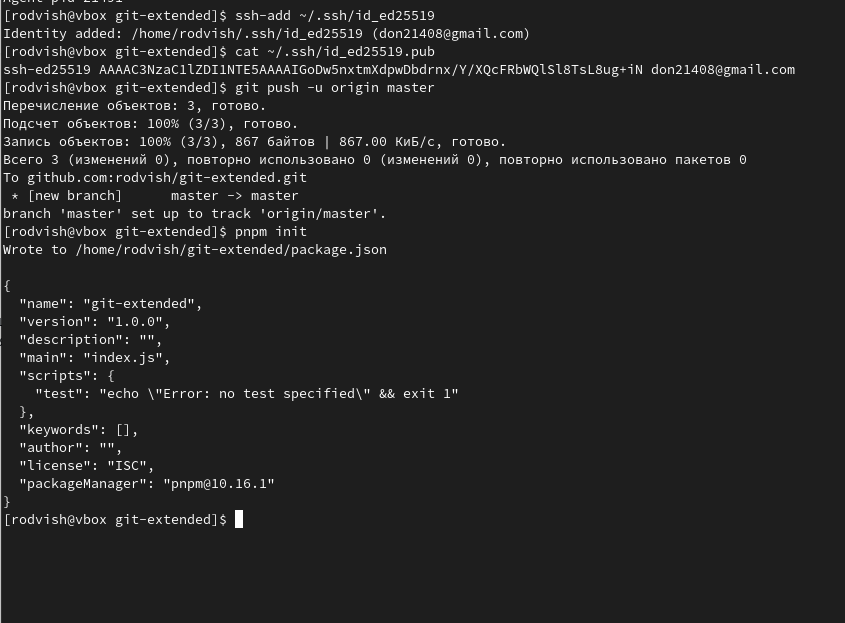 [rodvish@vbox git-extended]$ ssh-add ~/.ssh/id_ed25519
Identity added: /home/rodvish/.ssh/id_ed25519 (don21408@gmail.com)
[rodvish@vbox git-extended]$ cat ~/.ssh/id_ed25519.pub
ssh-ed25519 AAAAC3NzaC1lZDI1NTE5AAAAIGoDw5nxtmXdpwDbdrnx/Y/XQcFRbWQlSl8TsL8ug+iN don21408@gmail.com
[rodvish@vbox git-extended]$ git push -u origin master
Перечисление объектов: 3, готово.
Подсчет объектов: 100% (3/3), готово.
Запись объектов: 100% (3/3), 867 байтов | 867.00 КиБ/с, готово.
Всего 3 (изменений 0), повторно использовано 0 (изменений 0), повторно использовано пакетов 0
To github.com:rodvish/git-extended.git
 * [new branch]      master -> master
branch 'master' set up to track 'origin/master'.
[rodvish@vbox git-extended]$ pnpm init
Wrote to /home/rodvish/git-extended/package.json

{
  "name": "git-extended",
  "version": "1.0.0",
  "description": "",
  "main": "index.js",
  "scripts": {
    "test": "echo \"Error: no test specified\" && exit 1"
  },
  "keywords": [],
  "author": "",
  "license": "ISC",
  "packageManager": "pnpm@10.16.1"
}
[rodvish@vbox git-extended]$